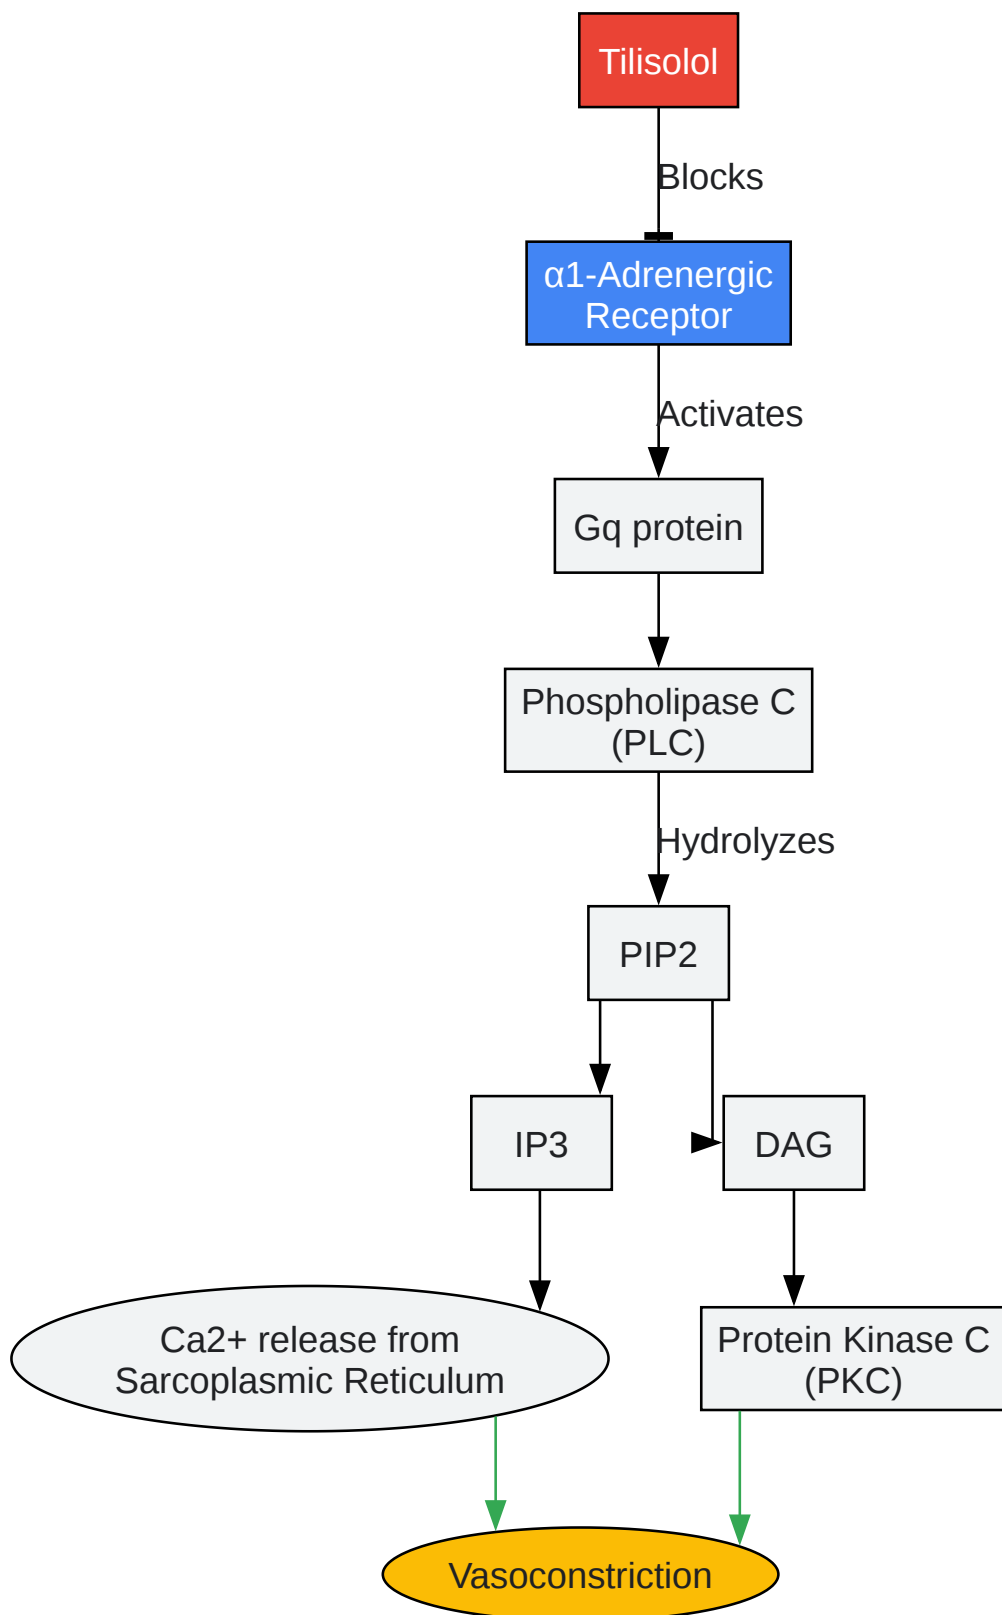 Tilisolol
Blocks
α1-Adrenergic
Receptor
Activates
Gq protein
Phospholipase C
(PLC)
Hydrolyzes
PIP2
IP3
DAG
Ca2+ release from
Sarcoplasmic Reticulum
Protein Kinase C
(PKC)
Vasoconstriction